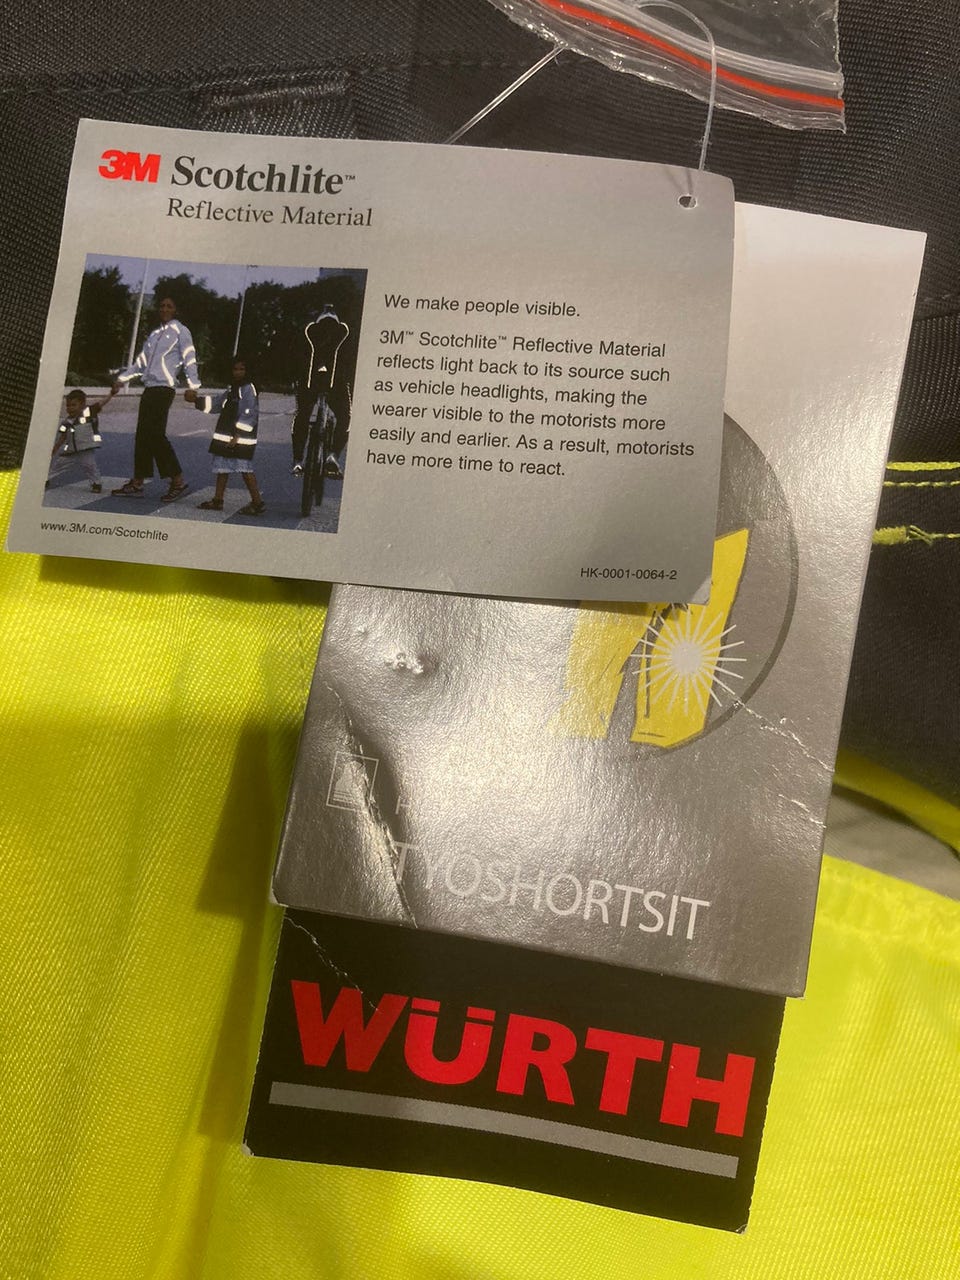 3M Scotchlite™
Reflective Material
We make people visible.
3M™ Scotchlite™ Reflective Material
reflects light back to its source such
as vehicle headlights, making the
wearer visible to the motorists more
easily and earlier. As a result, motorists
have more time to react.
www.3M.com/Scotchlite
HK-0001-0064-2
TYÖSHORTSIT
WÜRTH